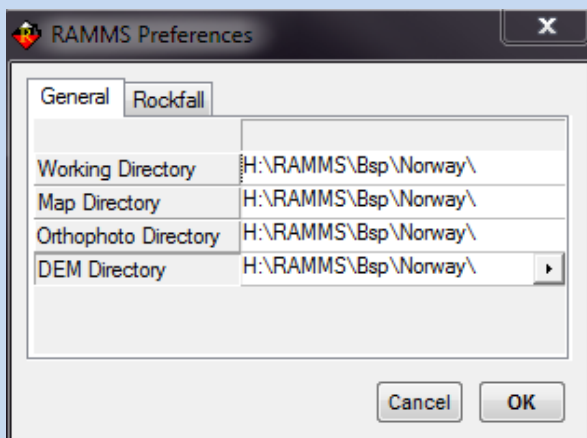 RAMMS Preferences
General Rockfall
Working Directory H:\RAMMS\Bsp\Norway\
Map Directory H:\RAMMS\Bsp\Norway\
Orthophoto Directory H:\RAMMS\Bsp\Norway\
DEM Directory H:\RAMMS\Bsp\Norway\
Cancel OK